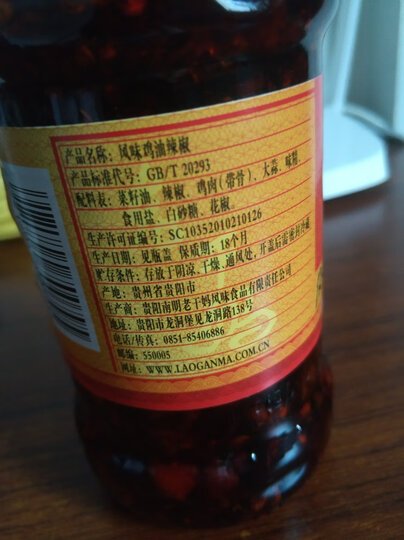 产品名称：风味鸡油辣椒
产品标准代号：GB/T 20293
配料表：菜籽油、辣椒、鸡肉（带骨）、大蒜、味精、
食用盐、白砂糖、花椒
生产许可证编号：SC10352010210126
生产日期：见瓶盖 保质期：18个月
贮存条件：存放于阴凉、干燥、通风处，开盖后需密封冷藏
产地：贵州省贵阳市
生产商：贵阳南明老干妈风味食品有限责任公司
地址：贵阳市龙洞堡见龙洞路138号
电话/传真：0851-85406886
邮编：550005
网址：WWW.LAOGANMA.COM.CN